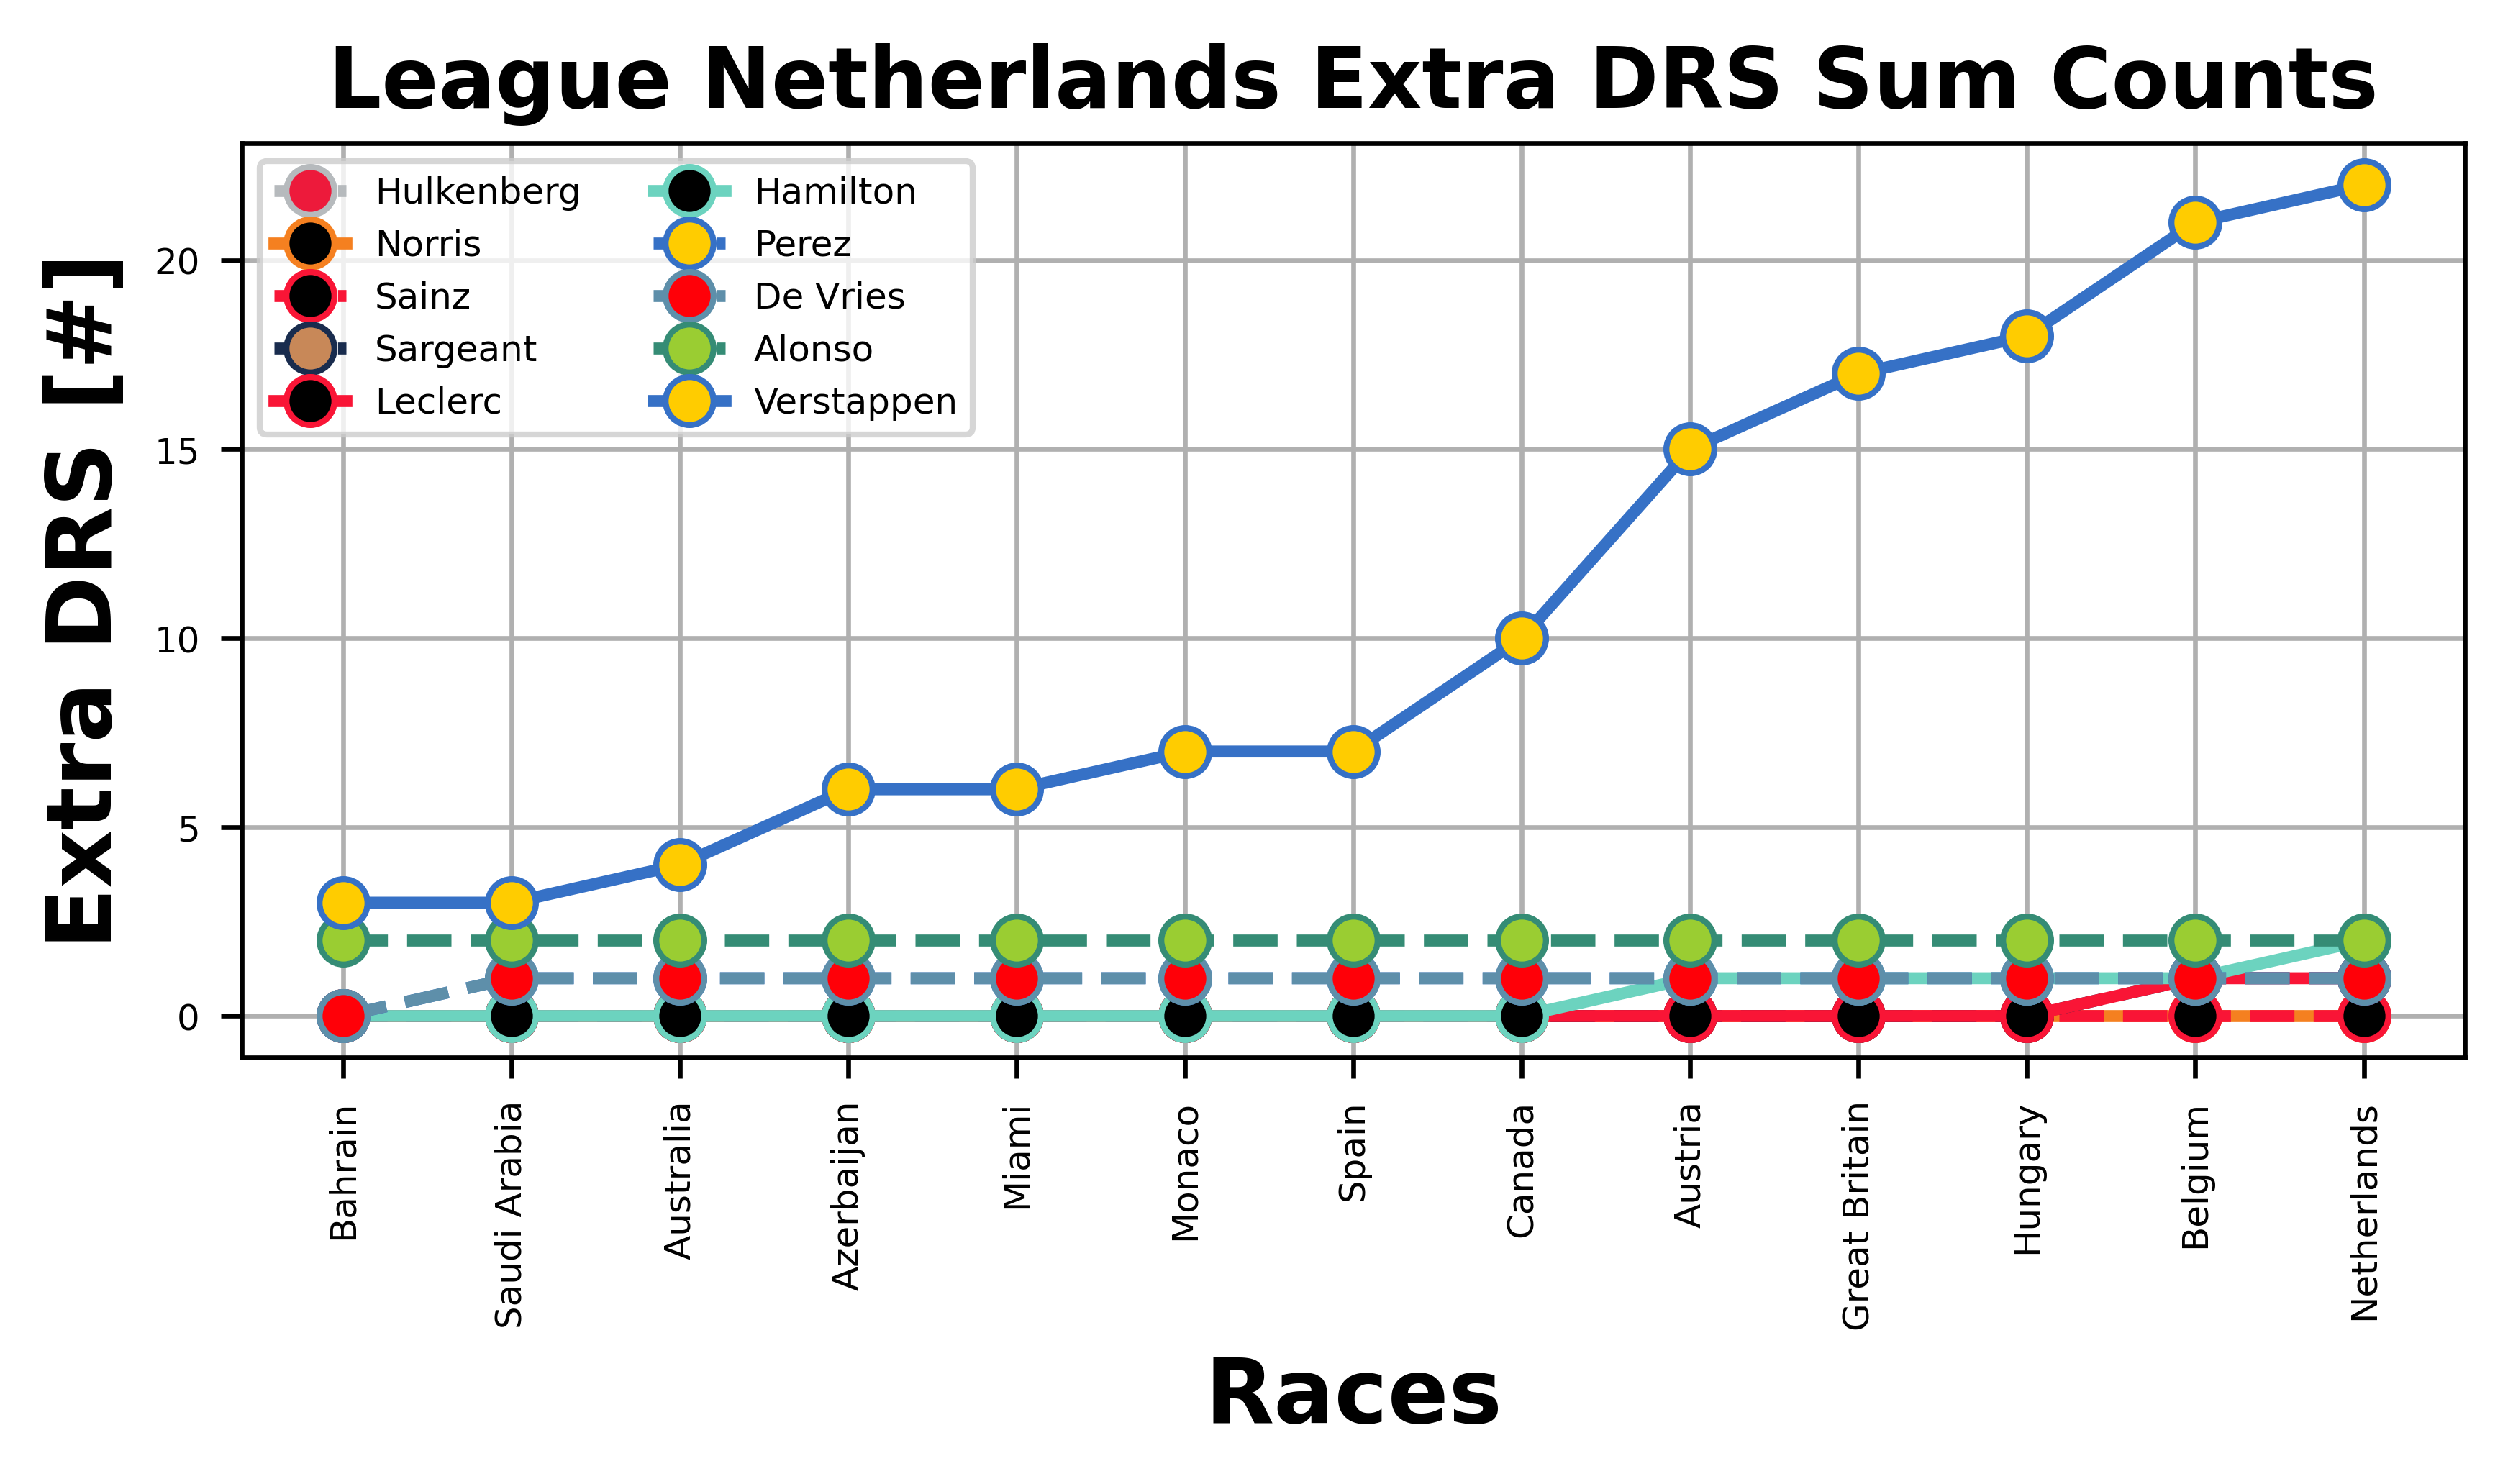 League Netherlands Extra DRS Sum Counts
Extra DRS [#]
20
15
10
5
0
Hulkenberg
Norris
Sainz
Sargeant
Leclerc
Hamilton
Perez
De Vries
Alonso
Verstappen
Bahrain
Saudi Arabia
Australia
Azerbaijan
Miami
Monaco
Spain
Canada
Austria
Great Britain
Hungary
Belgium
Netherlands
Races